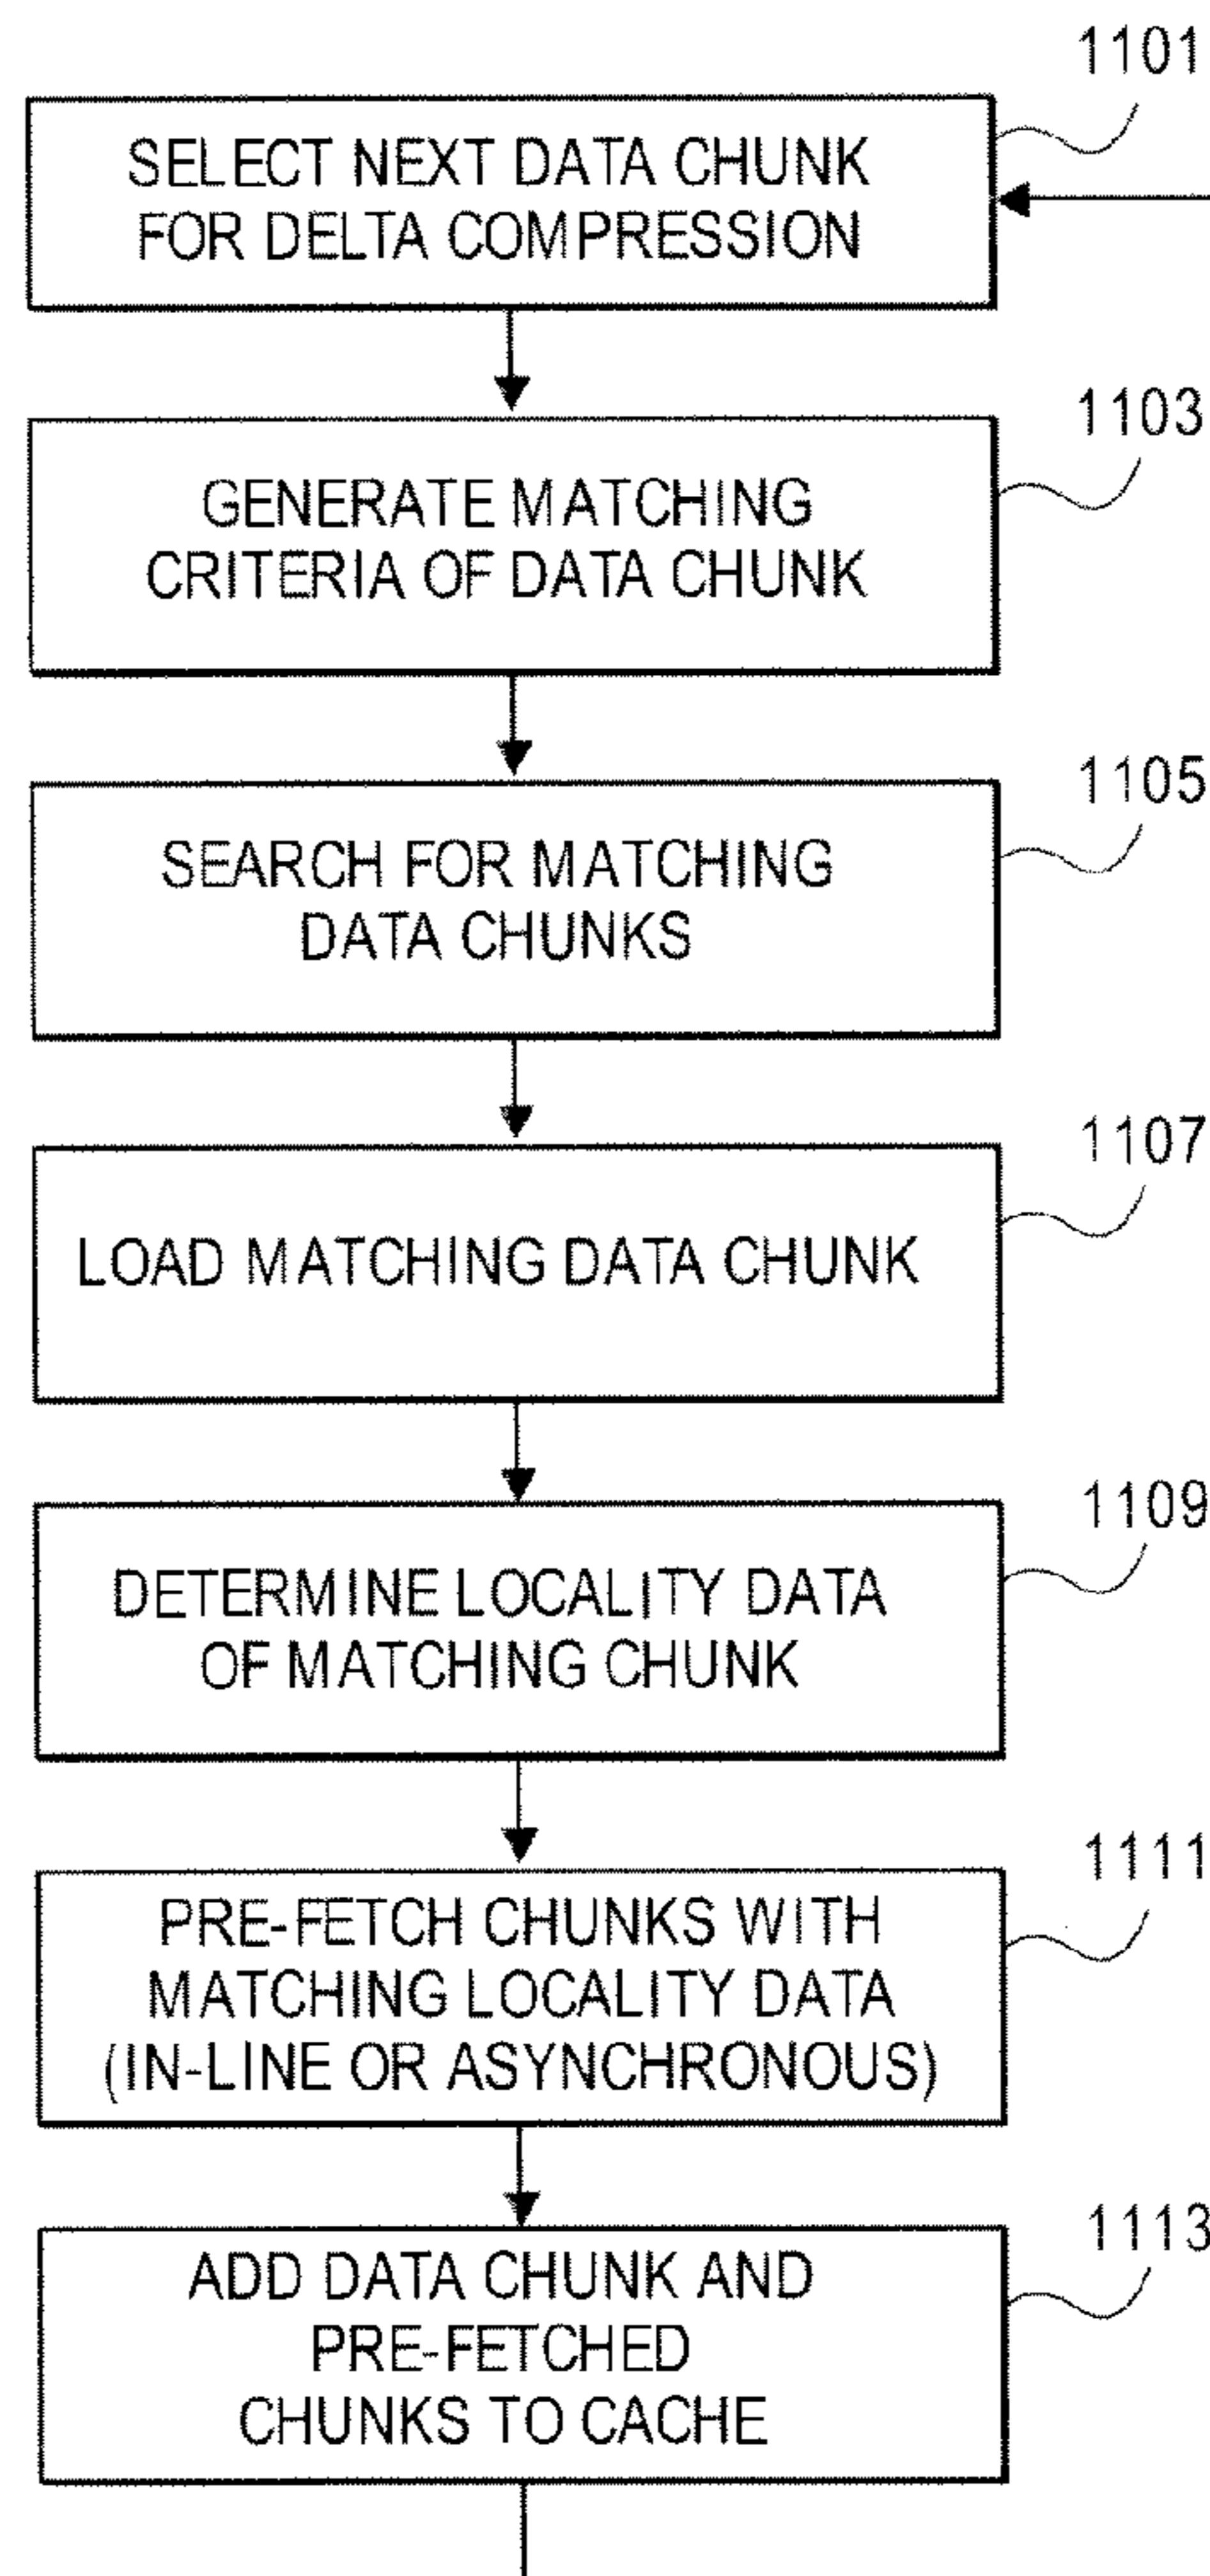 1101
SELECT NEXT DATA CHUNK
FOR DELTA COMPRESSION
1103
GENERATE MATCHING
CRITERIA OF DATA CHUNK
1105
SEARCH FOR MATCHING
DATA CHUNKS
1107
LOAD MATCHING DATA CHUNK
1109
DETERMINE LOCALITY DATA
OF MATCHING CHUNK
1111
PRE-FETCH CHUNKS WITH
MATCHING LOCALITY DATA
(IN-LINE OR ASYNCHRONOUS)
1113
ADD DATA CHUNK AND
PRE-FETCHED
CHUNKS TO CACHE